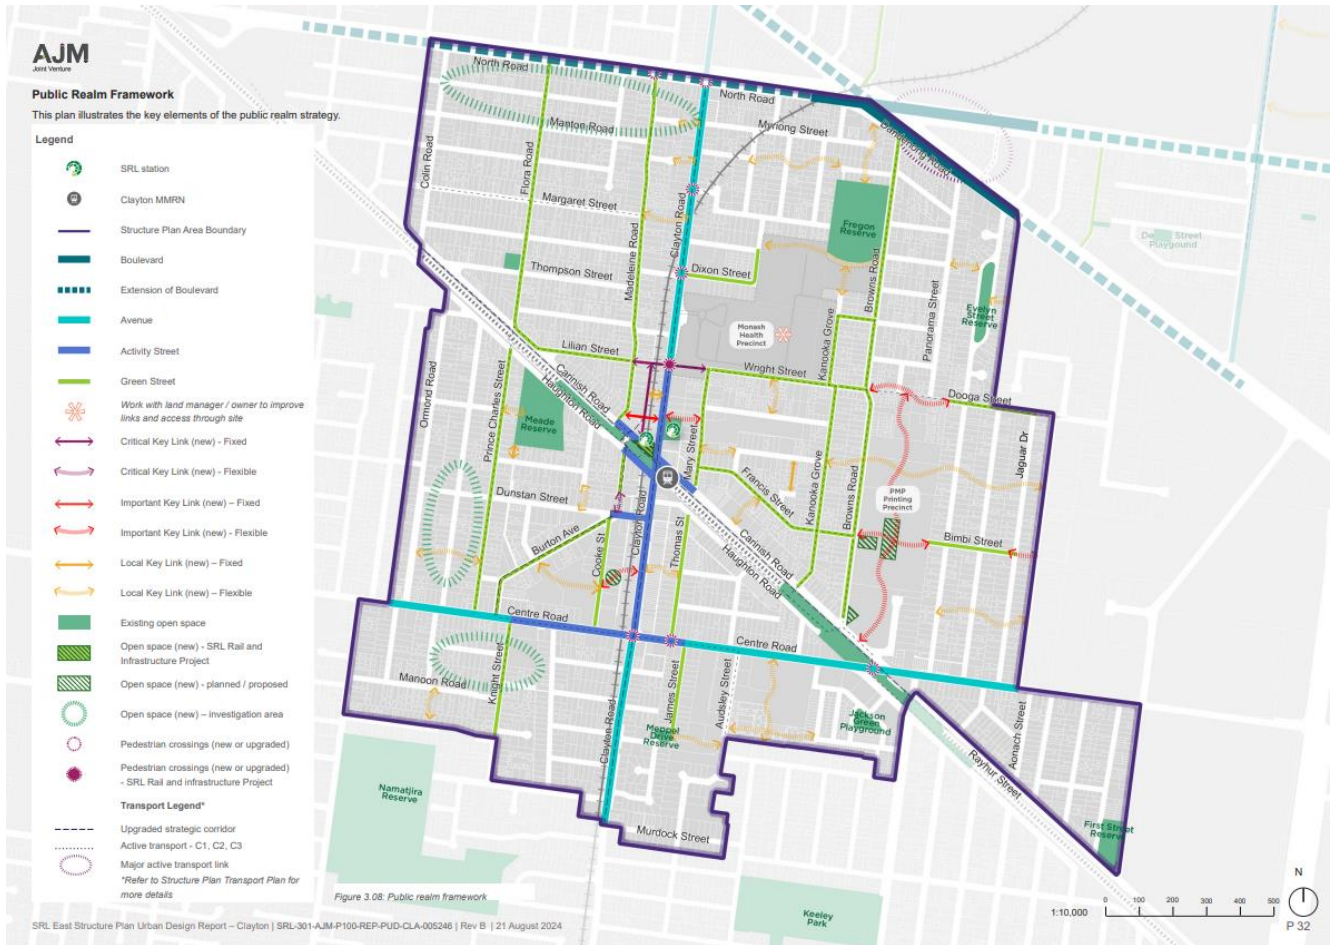 AJM
Joint Venture
Public Realm Framework
This plan illustrates the key elements of the public realm strategy.
Legend
SRL station
Clayton MMRN
Structure Plan Area Boundary
Boulevard
Extension of Boulevard
Avenue
Activity Street
Green Street
Work with land manager / owner to improve
links and access through site
Critical Key Link (new) - Fixed
Critical Key Link (new) - Flexible
Important Key Link (new) – Fixed
Important Key Link (new) - Flexible
Local Key Link (new) – Fixed
Local Key Link (new) – Flexible
Existing open space
Open space (new) - SRL Rail and
Infrastructure Project
Open space (new) - planned / proposed
Open space (new) – investigation area
Pedestrian crossings (new or upgraded)
Pedestrian crossings (new or upgraded)
- SRL Rail and infrastructure Project
Transport Legend*
Upgraded strategic corridor
Active transport - C1, C2, C3
Major active transport link
*Refer to Structure Plan Transport Plan for
more details
North Road
North Road
Manton Road
Myriong Street
Dandenong Road
Colin Road
Flora Road
Margaret Street
Madeleine Road
Clayton Road
Fregon
Reserve
Browns Road
Thompson Street
Dixon Street
Panorama Street
Evelyn
Street
Reserve
Playgound
Monash
Health
Precinct
Kanooka Grove
Lilian Street
Wright Street
Carinish Road
Haughton Road
Ormond Road
Prince Charles Street
Meade
Reserve
Dooga Street
Jaguar Dr
Mary Street
Francis Street
Kanooka Grove
Browns Road
PMP
Printing
Precinct
Dunstan Street
Burton Ave
Cooke St
Clayton Road
Thomas St
Carinish Road
Haughton Road
Bimbi Street
Centre Road
Centre Road
Knight Street
Manoon Road
James Street
Audsley Street
Clayton Road
Meppel
Drive
Reserve
Jackson
Green
Playground
Aonach Street
Rayhur Street
Namatjira
Reserve
Murdock Street
First Street
Reserve
Keeley
Park
Figure 3.08: Public realm framework
1:10,000
0 100 200 300 400 500
N
SRL East Structure Plan Urban Design Report – Clayton | SRL-301-AJM-P100-REP-PUD-CLA-005246 | Rev B | 21 August 2024
P 32